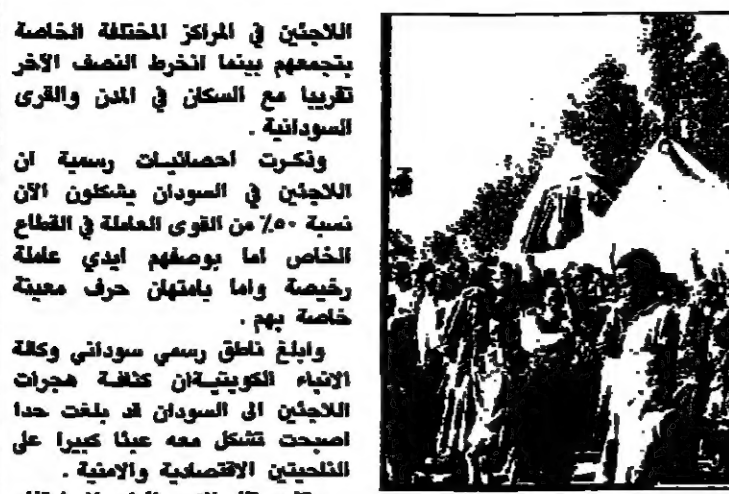 اللاجئين في المراكز المختلفة الخاصة
بتجمعهم بينما انخرط النصف الآخر
تقريبا مع السكان في المدن والقرى
السودانية .
وذكرت احصائيات رسمية ان
اللاجئين في السودان يشكلون الآن
نسبة ٥٠٪ من القوى العاملة في القطاع
الخاص اما بوصفهم ايدي عاملة
رخيصة واما بامتهان حرف معينة
خاصة بهم .
وابلغ ناطق رسمي سوداني وكالة
الانباء الكويتية ان كثافة هجرات
اللاجئين الى السودان قد بلغت حدا
اصبحت تشكل معه عبئا كبيرا على
الناحيتين الاقتصادية والامنية .